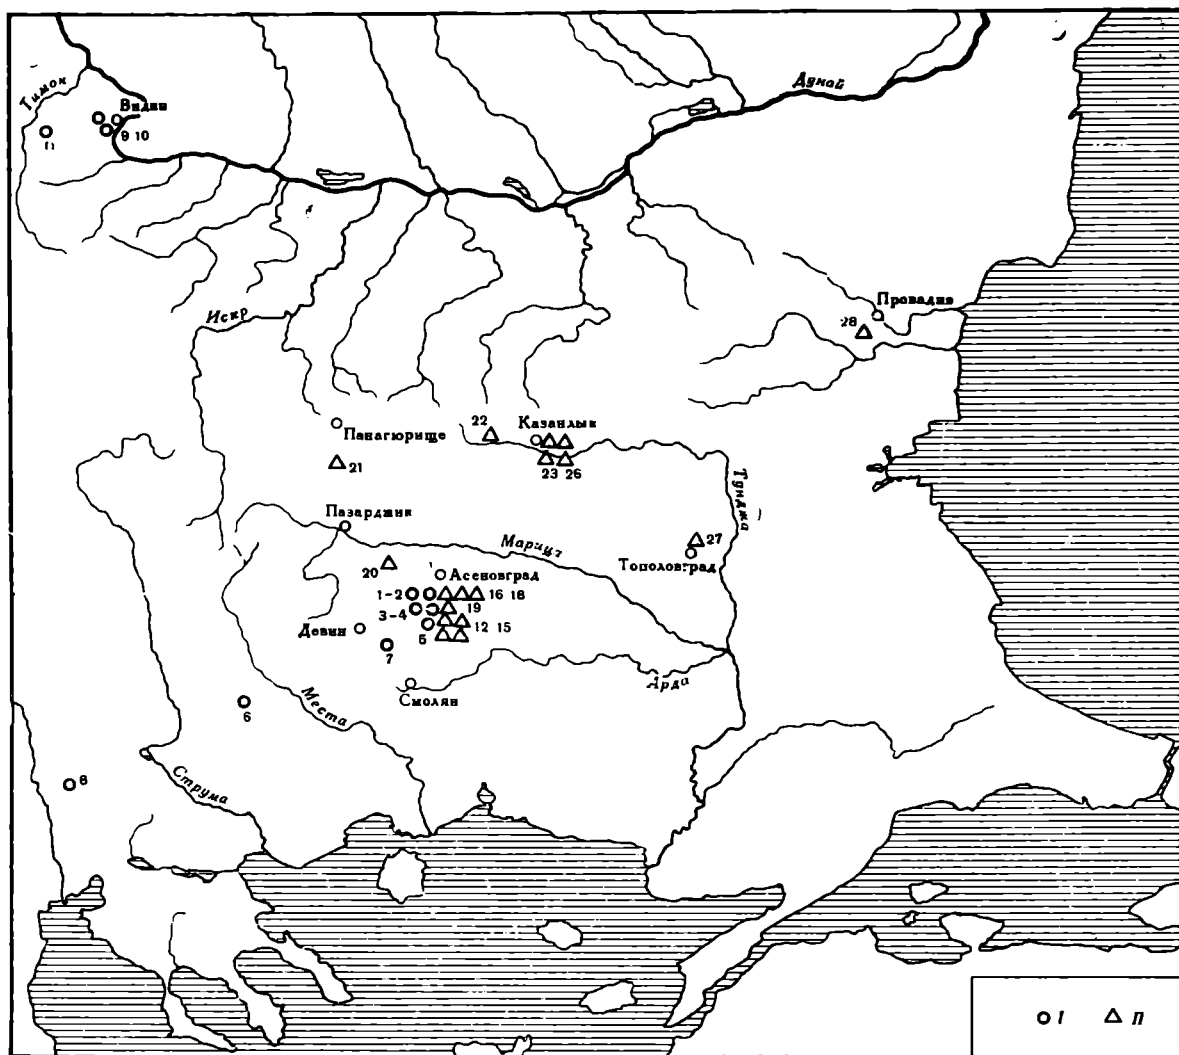 Дунай
Тимок
Видин
9 10
Искр
Провадия
28
22
Казанлык
Панагюрище
21
23 26
Тунджа
Пазарджик
Марица
27
Тополовград
20
Асеновград
1-2
16 18
3-4
19
Девин
5
12 15
7
Арда
Смолян
Места
6
8
Струма
I
II